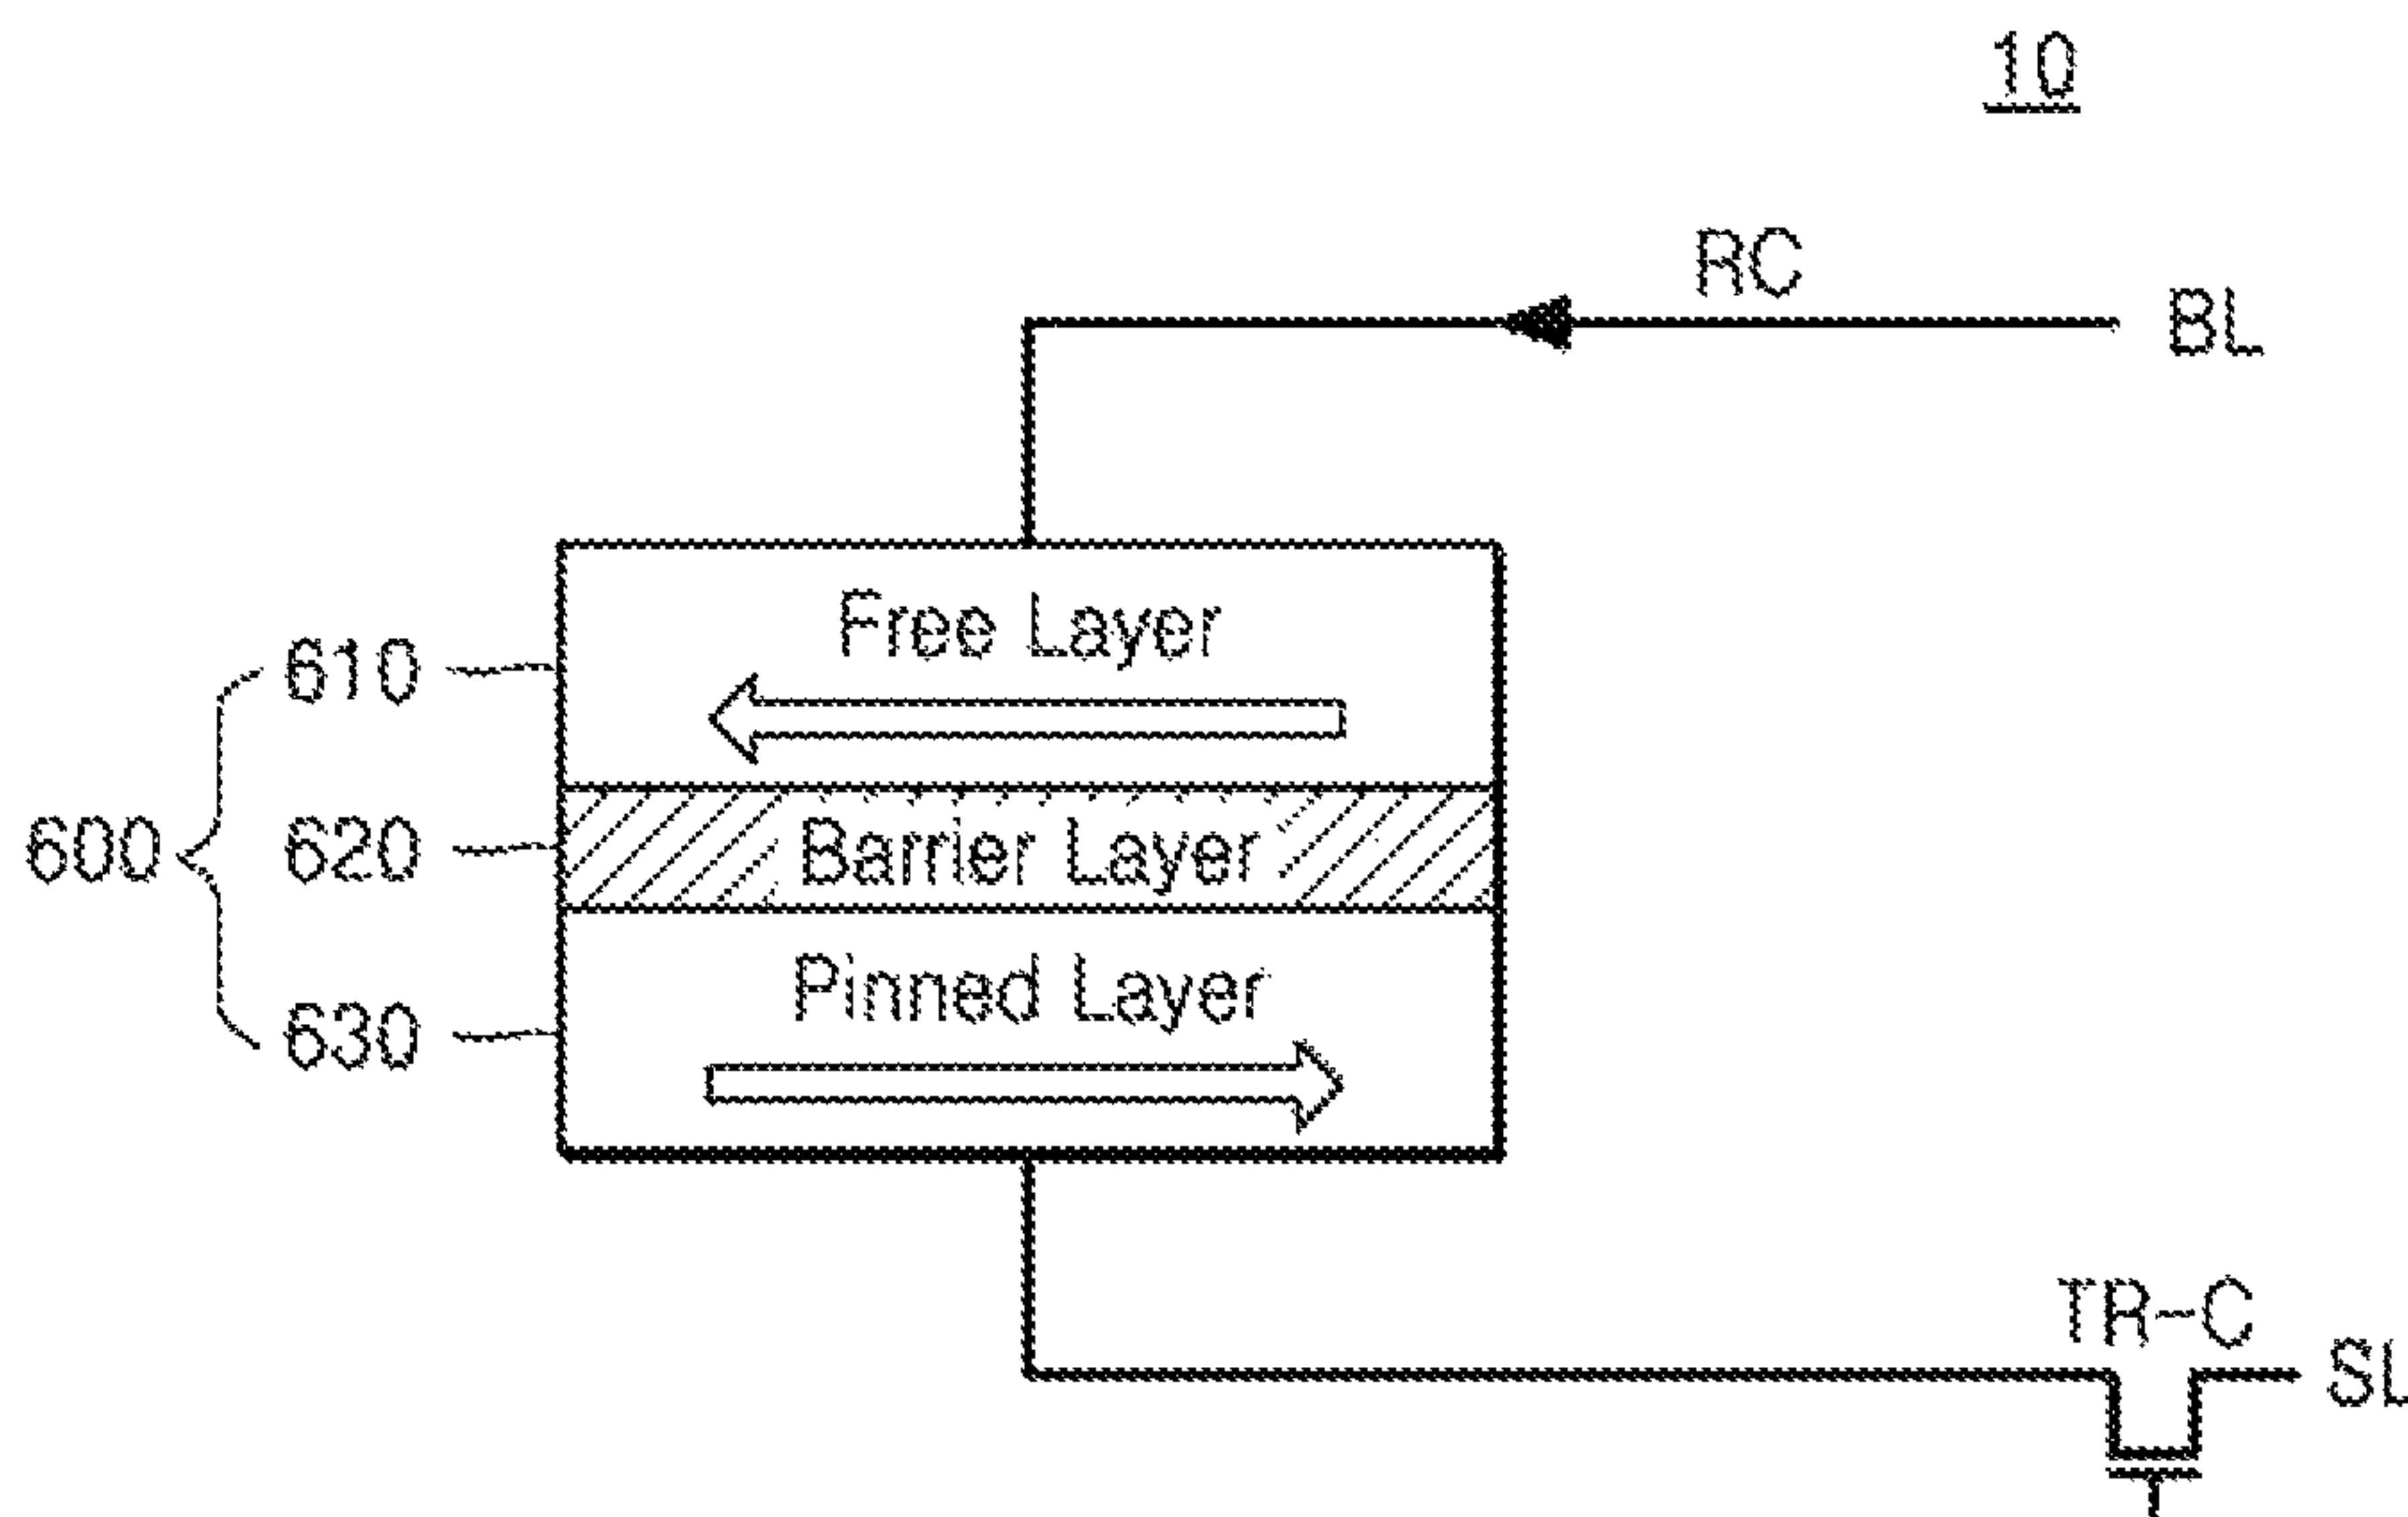 10
RC
BL
Free Layer
610
600
620
Barrier Layer
Pinned Layer
630
TR-C
SL